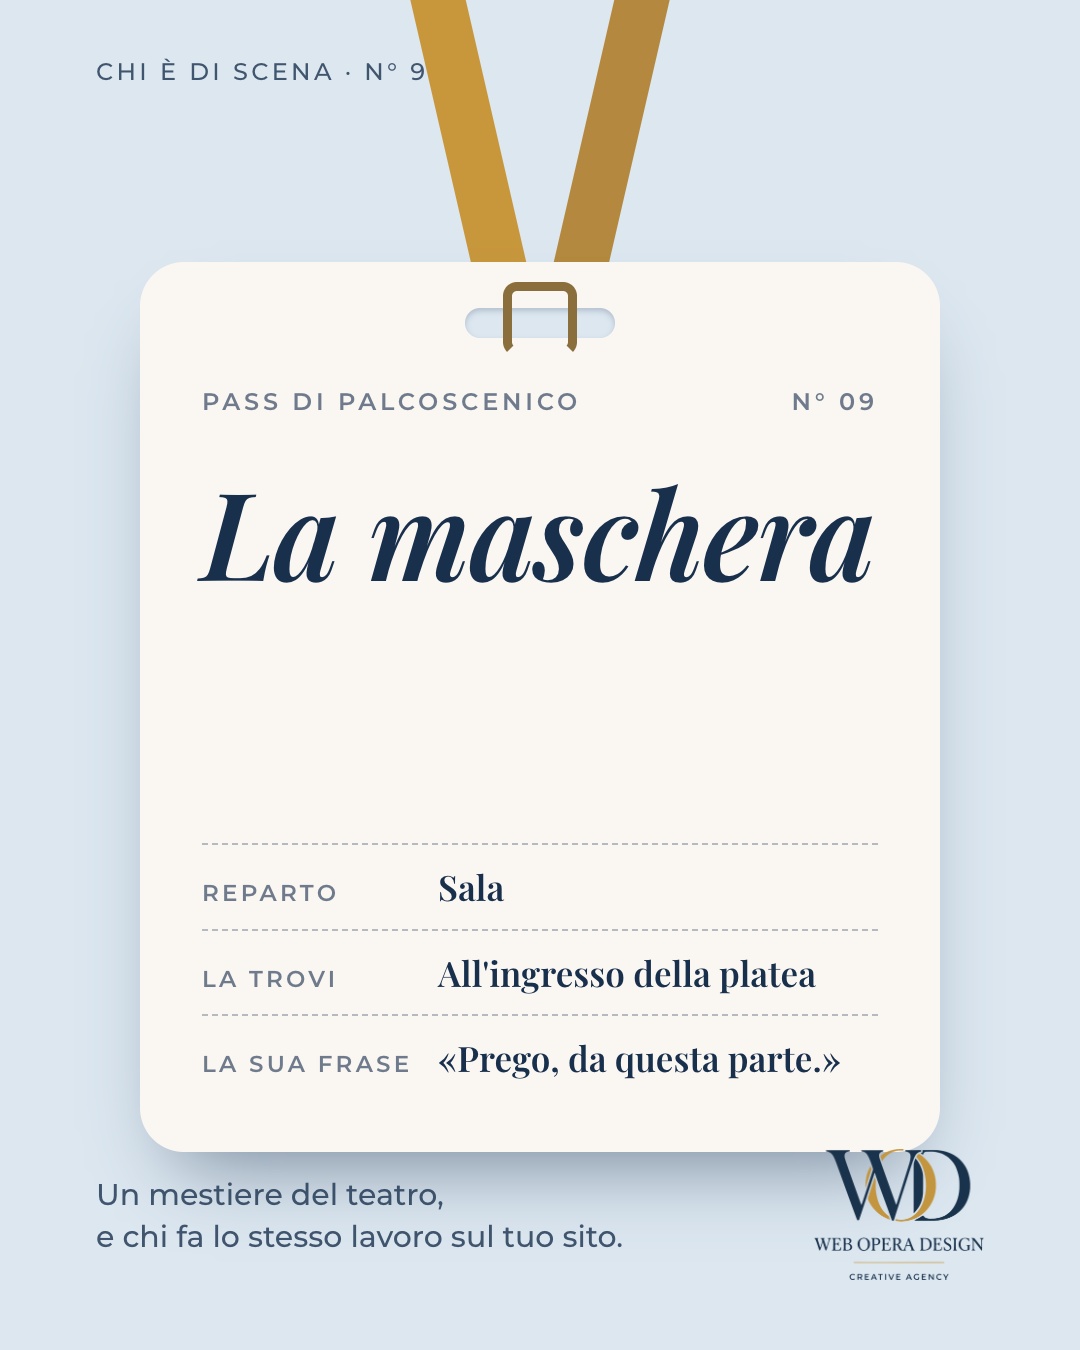 CHI È DI SCENA · N° 9
PASS DI PALCOSCENICO
N° 09
La maschera
REPARTO
Sala
LA TROVI
All'ingresso della platea
LA SUA FRASE
«Prego, da questa parte.»
Un mestiere del teatro,
e chi fa lo stesso lavoro sul tuo sito.
WOD
WEB OPERA DESIGN
CREATIVE AGENCY